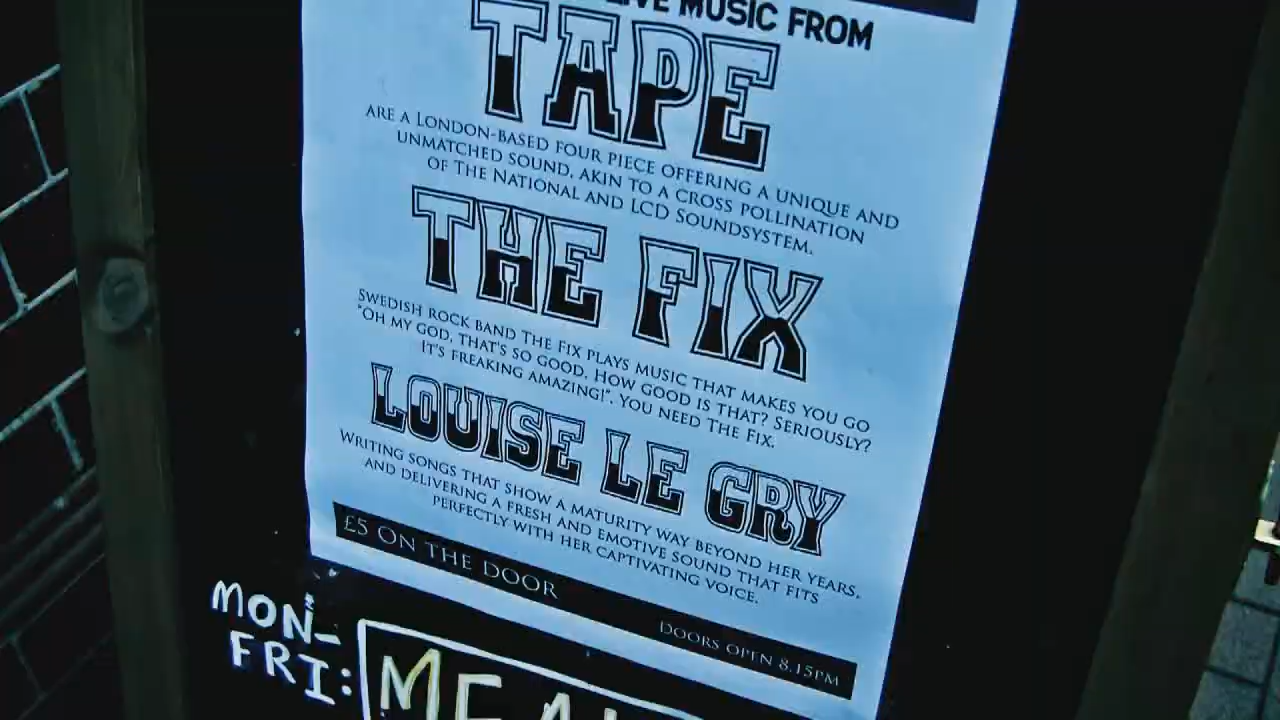 LIVE MUSIC FROM
TAPE
ARE A LONDON-BASED FOUR PIECE OFFERING A UNIQUE AND
UNMATCHED SOUND, AKIN TO A CROSS POLLINATION
OF THE NATIONAL AND LCD SOUNDSYSTEM.
THE FIX
SWEDISH ROCK BAND THE FIX PLAYS MUSIC THAT MAKES YOU GO
"OH MY GOD, THAT'S SO GOOD. HOW GOOD IS THAT? SERIOUSLY?
IT'S FREAKING AMAZING!". YOU NEED THE FIX.
LOUISE LE GRY
WRITING SONGS THAT SHOW A MATURITY WAY BEYOND HER YEARS,
AND DELIVERING A FRESH AND EMOTIVE SOUND THAT FITS
PERFECTLY WITH HER CAPTIVATING VOICE.
£5 ON THE DOOR
DOORS OPEN 8.15PM
MON-
FRI: